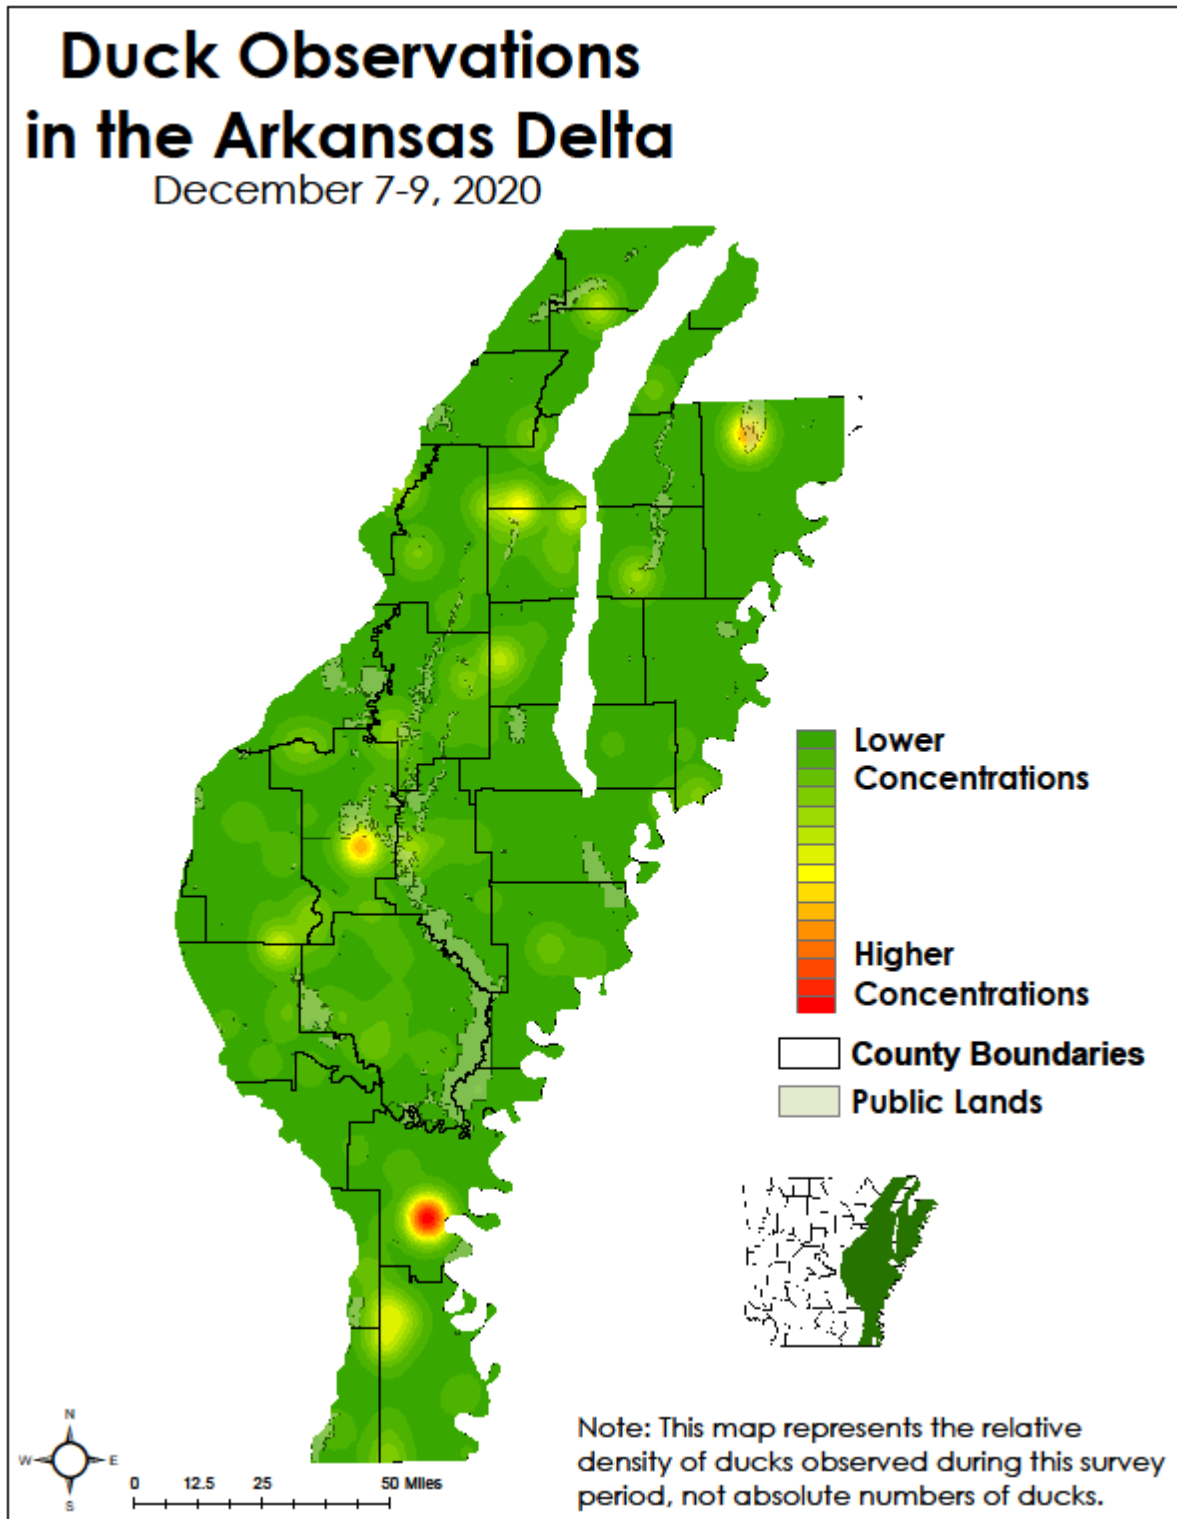 Duck Observations
in the Arkansas Delta
December 7-9, 2020
Lower
Concentrations
Higher
Concentrations
County Boundaries
Public Lands
N
W
E
S
0 12.5 25 50 Miles
Note: This map represents the relative
density of ducks observed during this survey
period, not absolute numbers of ducks.